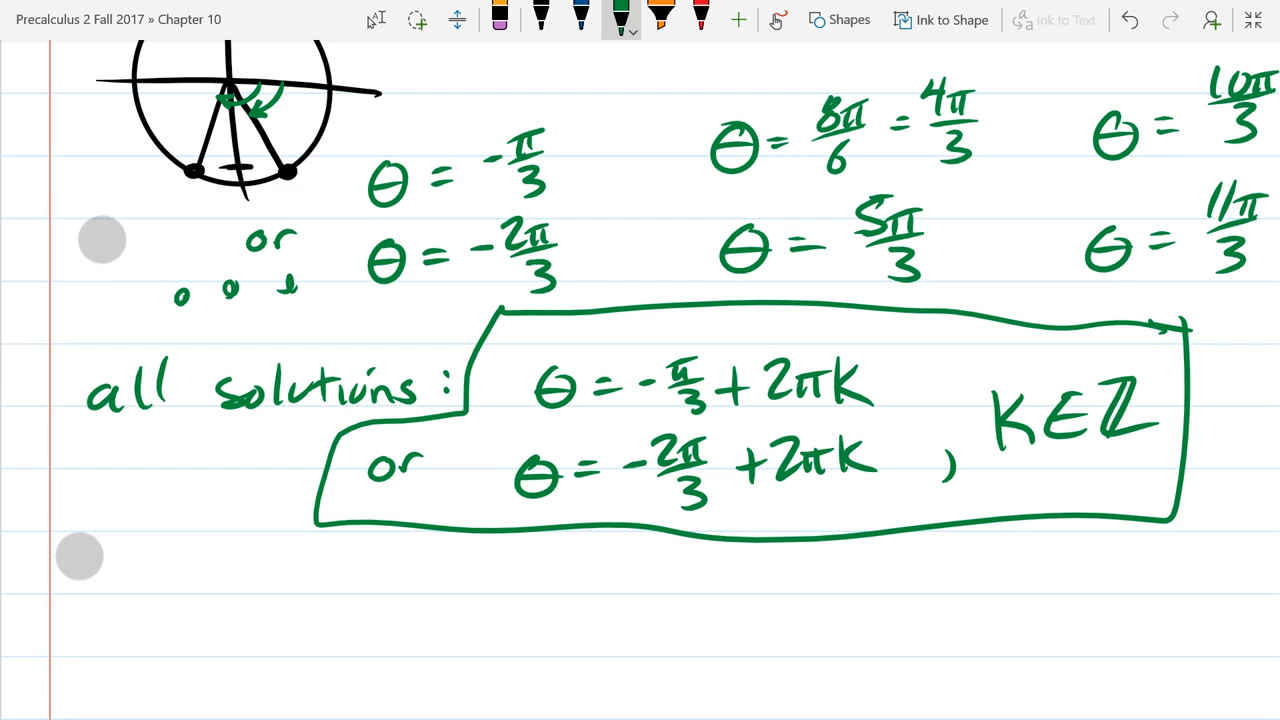 Precalculus 2 Fall 2017 » Chapter 10
Shapes
Ink to Shape
Ink to Text
θ = -π/3
θ = 8π/6 = 4π/3
θ = 10π/3
or
θ = -2π/3
θ = 5π/3
θ = 11π/3
all solutions: θ = -π/3 + 2πK
or θ = -2π/3 + 2πK , K∈ℤ